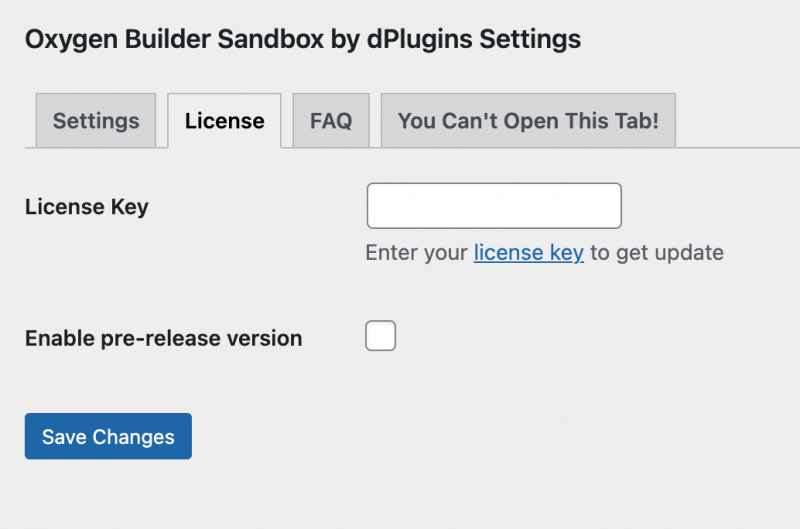 Oxygen Builder Sandbox by dPlugins Settings
Settings License FAQ You Can't Open This Tab!
License Key
Enter your license key to get update
Enable pre-release version
Save Changes